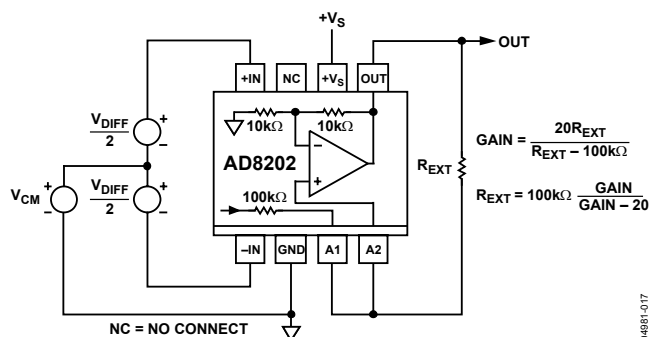 +VS
OUT
+IN
NC
+VS
OUT
10kΩ
10kΩ
VDIFF
2
AD8202
–
+
REXT
GAIN = 20REXT / REXT – 100kΩ
VCM
VDIFF
2
100kΩ
REXT = 100kΩ GAIN / GAIN – 20
–IN
GND
A1
A2
NC = NO CONNECT
04981-017